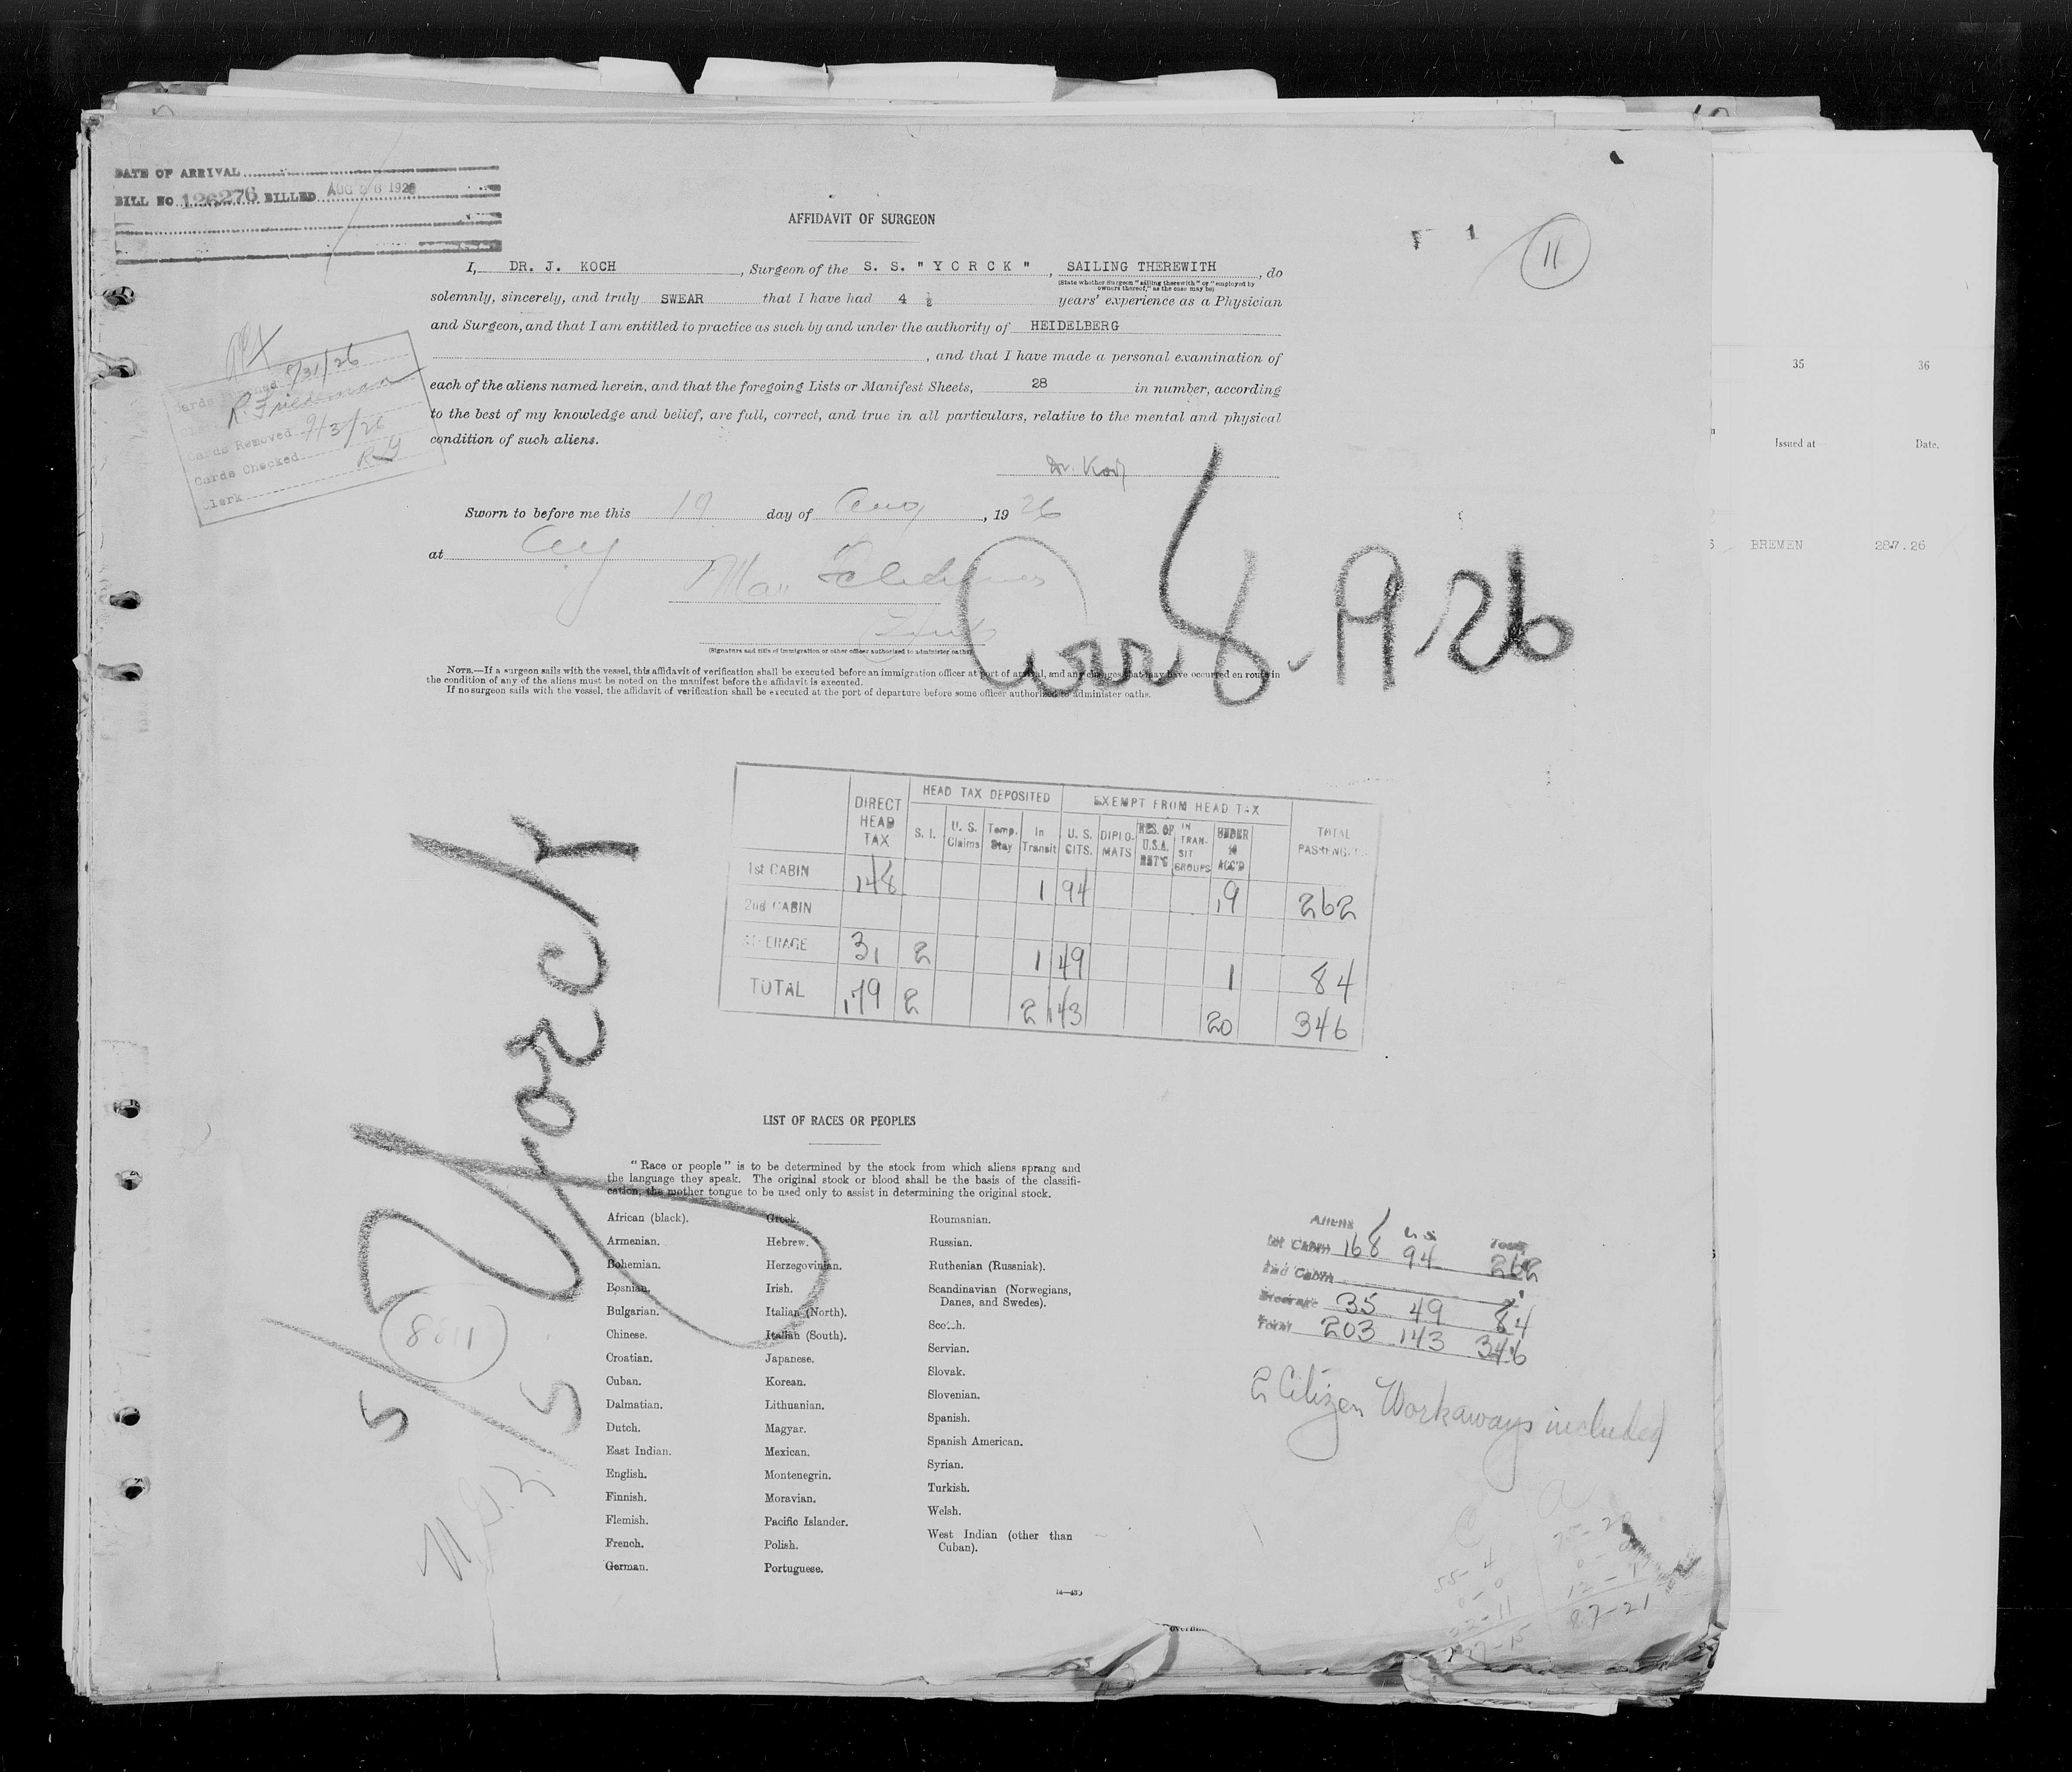 DATE OF ARRIVAL
BILL NO 126276 BILLED AUG 26 1926
AFFIDAVIT OF SURGEON
11
I, DR. J. KOCH, Surgeon of the S. S. "YORCK", SAILING THEREWITH, do
(State whether Surgeon "sailing therewith" or "employed by
owners thereof," as the case may be)
solemnly, sincerely, and truly SWEAR that I have had 4 ½ years' experience as a Physician
and Surgeon, and that I am entitled to practice as such by and under the authority of HEIDELBERG
, and that I have made a personal examination of
each of the aliens named herein, and that the foregoing Lists or Manifest Sheets, 28 in number, according
to the best of my knowledge and belief, are full, correct, and true in all particulars, relative to the mental and physical
condition of such aliens.
Dr. Koch
8/31/26
R. Friedman
Cards Removed 9/3/26
Cards Checked RG
Clerk
Sworn to before me this 19 day of Aug, 1926
at
(Signature and title of immigration or other officer authorized to administer oaths)
8-19-26
NOTE.—If a surgeon sails with the vessel, this affidavit of verification shall be executed before an immigration officer at port of arrival, and any changes that may have occurred en route in
the condition of any of the aliens must be noted on the manifest before the affidavit is executed.
If no surgeon sails with the vessel, the affidavit of verification shall be executed at the port of departure before some officer authorized to administer oaths.
35 36
Issued at Date.
BREMEN 287.26
DIRECT HEAD TAX HEAD TAX DEPOSITED EXEMPT FROM HEAD TAX TOTAL PASSENG.
S. I. U. S. Claims Temp. Stay In Transit U. S. CITS. DIPLOMATS RES. OF U.S.A. RET'G IN TRANSIT GROUPS UNDER 16 ACC'D
1st CABIN 148 1 94 19 262
2nd CABIN
STEERAGE 31 2 1 49 1 84
TOTAL 179 2 2 143 20 346
Yorck
LIST OF RACES OR PEOPLES
"Race or people" is to be determined by the stock from which aliens sprang and
the language they speak. The original stock or blood shall be the basis of the classifi-
cation, the mother tongue to be used only to assist in determining the original stock.
African (black).
Armenian.
Bohemian.
Bosnian.
Bulgarian.
Chinese.
Croatian.
Cuban.
Dalmatian.
Dutch.
East Indian.
English.
Finnish.
Flemish.
French.
German.
Greek.
Hebrew.
Herzegovinian.
Irish.
Italian (North).
Italian (South).
Japanese.
Korean.
Lithuanian.
Magyar.
Mexican.
Montenegrin.
Moravian.
Pacific Islander.
Polish.
Portuguese.
Roumanian.
Russian.
Ruthenian (Russniak).
Scandinavian (Norwegians,
Danes, and Swedes).
Scotch.
Servian.
Slovak.
Slovenian.
Spanish.
Spanish American.
Syrian.
Turkish.
Welsh.
West Indian (other than
Cuban).
8811
5/5
Aliens U.S. Total
1st Cabin 168 94 262
2nd Cabin
Steerage 35 49 84
Total 203 143 346
2 Citizen Workaways included
55-4
0-0
87-21